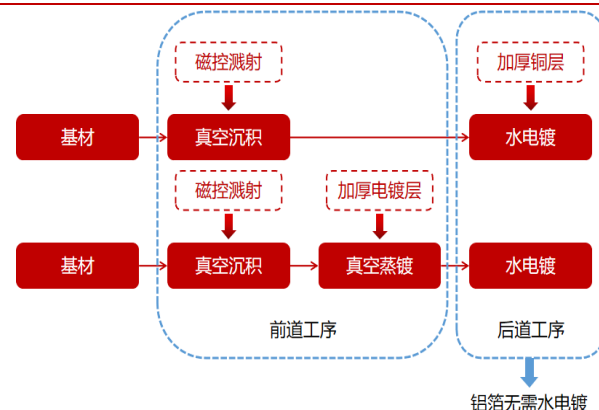 磁控溅射
加厚铜层
基材
真空沉积
水电镀
磁控溅射
加厚电镀层
基材
真空沉积
真空蒸镀
水电镀
前道工序
后道工序
铝箔无需水电镀